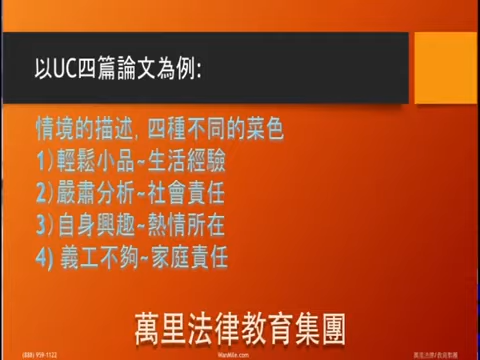 以UC四篇論文為例:
情境的描述, 四種不同的菜色
1)輕鬆小品~生活經驗
2)嚴肅分析~社會責任
3)自身興趣~熱情所在
4) 義工不夠~家庭責任
萬里法律教育集團
(888) 959-1122
WanMile.com